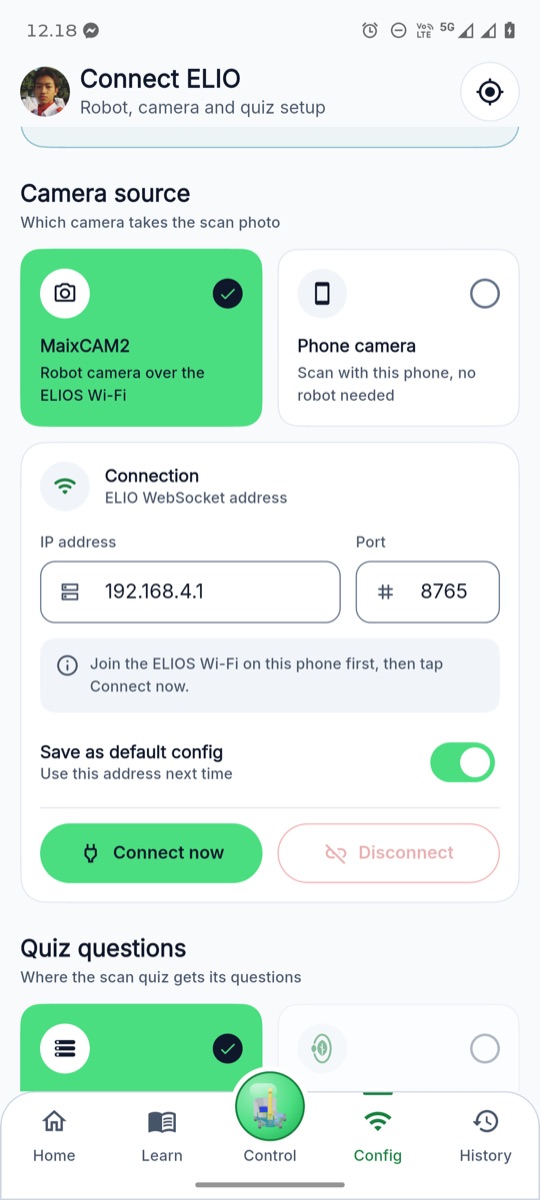 12.18
Vo
LTE
5G
Connect ELIO
Robot, camera and quiz setup
Camera source
Which camera takes the scan photo
MaixCAM2
Robot camera over the
ELIOS Wi-Fi
Phone camera
Scan with this phone, no
robot needed
Connection
ELIO WebSocket address
IP address
Port
192.168.4.1
# 8765
Join the ELIOS Wi-Fi on this phone first, then tap
Connect now.
Save as default config
Use this address next time
Connect now
Disconnect
Quiz questions
Where the scan quiz gets its questions
Home
Learn
Control
Config
History